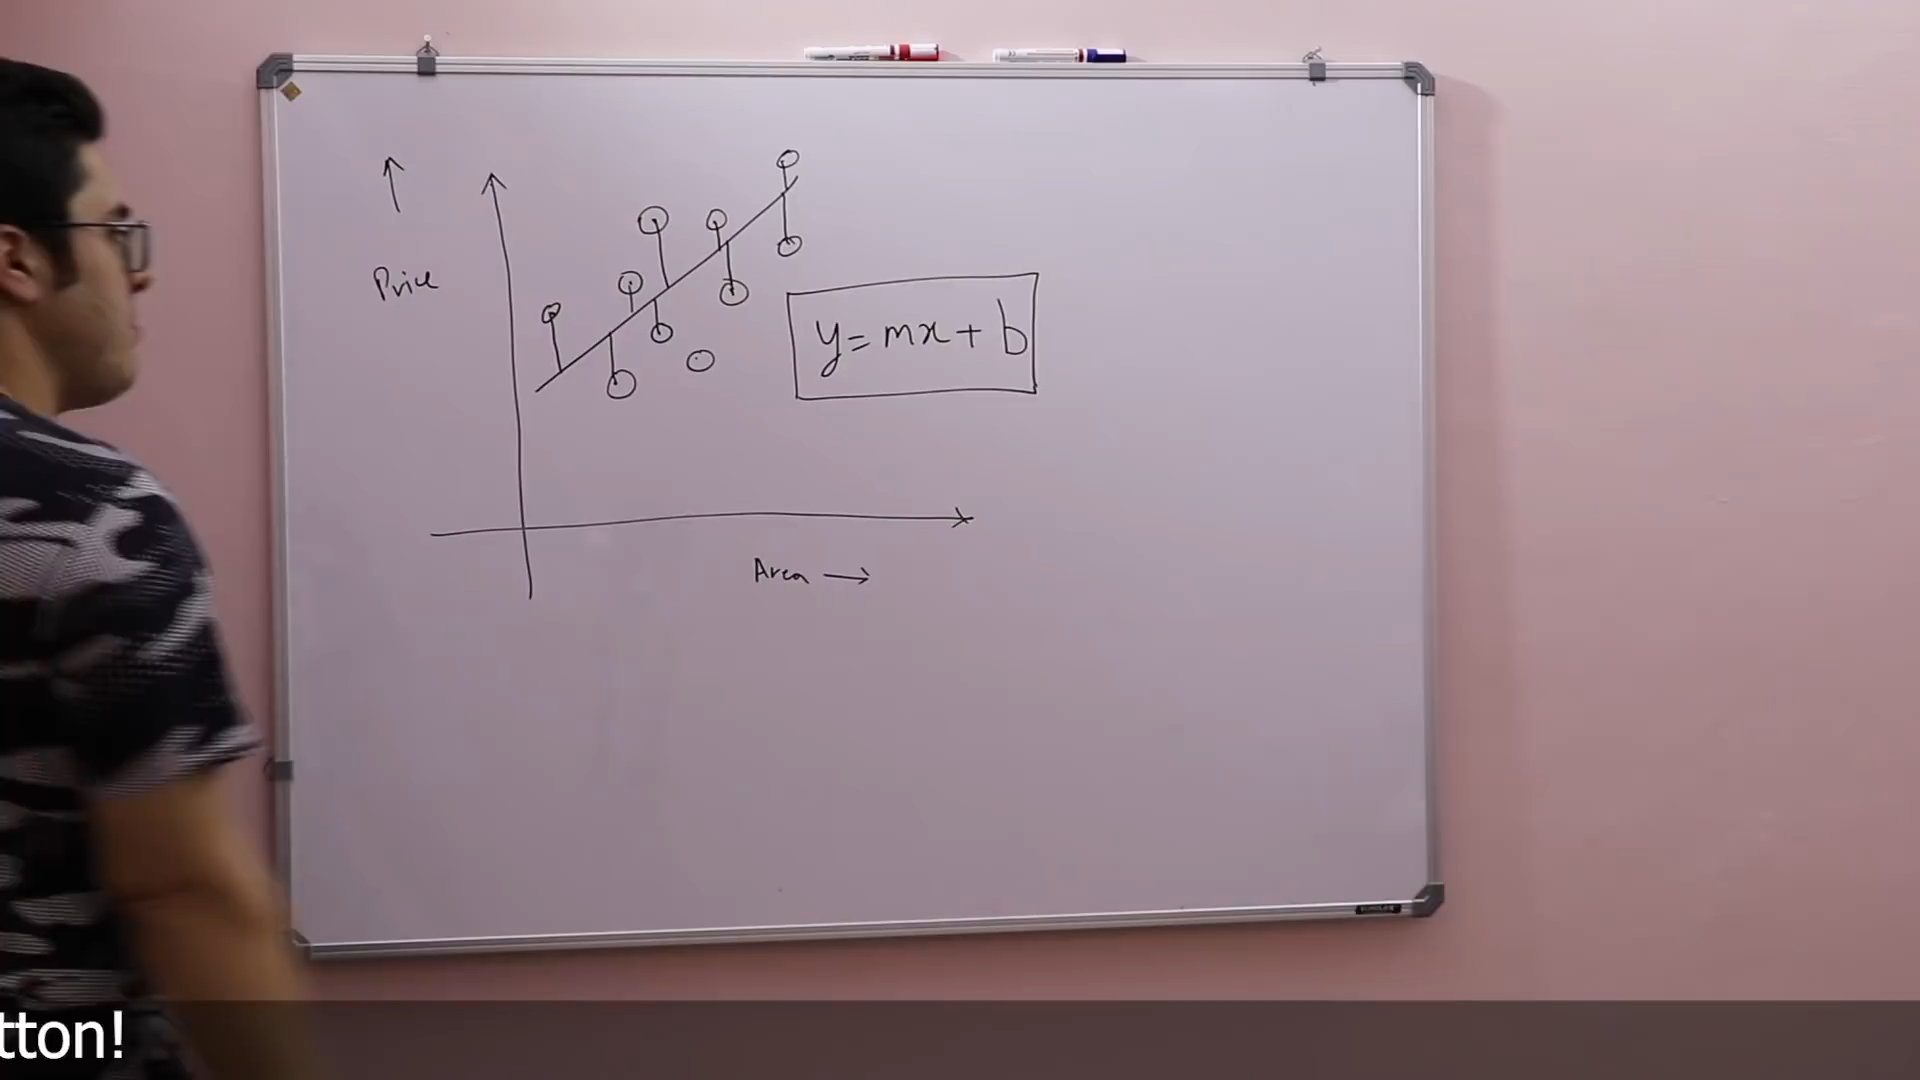 Price
y = mx + b
Area
tton!